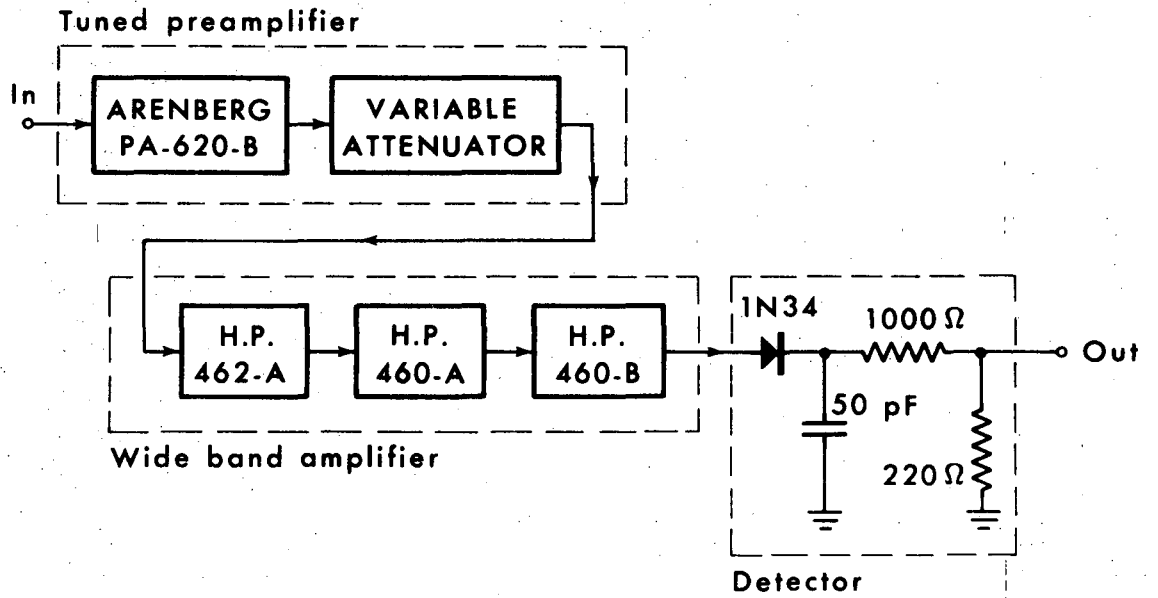 Tuned preamplifier
In
ARENBERG
PA-620-B
VARIABLE
ATTENUATOR
H.P.
462-A
H.P.
460-A
H.P.
460-B
Wide band amplifier
1N34
1000 Ω
Out
50 pF
220 Ω
Detector